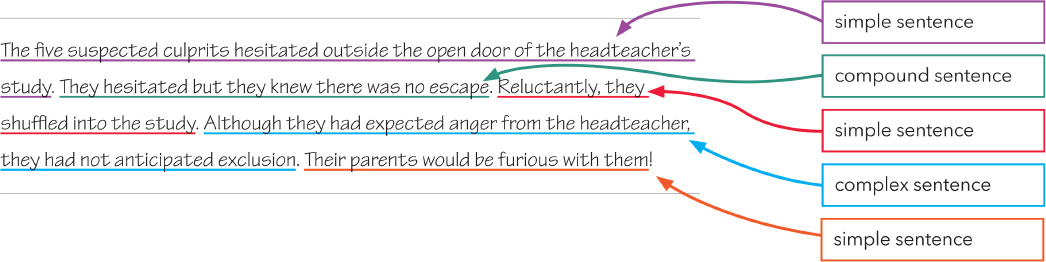 The five suspected culprits hesitated outside the open door of the headteacher's
study. They hesitated but they knew there was no escape. Reluctantly, they
shuffled into the study. Although they had expected anger from the headteacher,
they had not anticipated exclusion. Their parents would be furious with them!
simple sentence
compound sentence
simple sentence
complex sentence
simple sentence